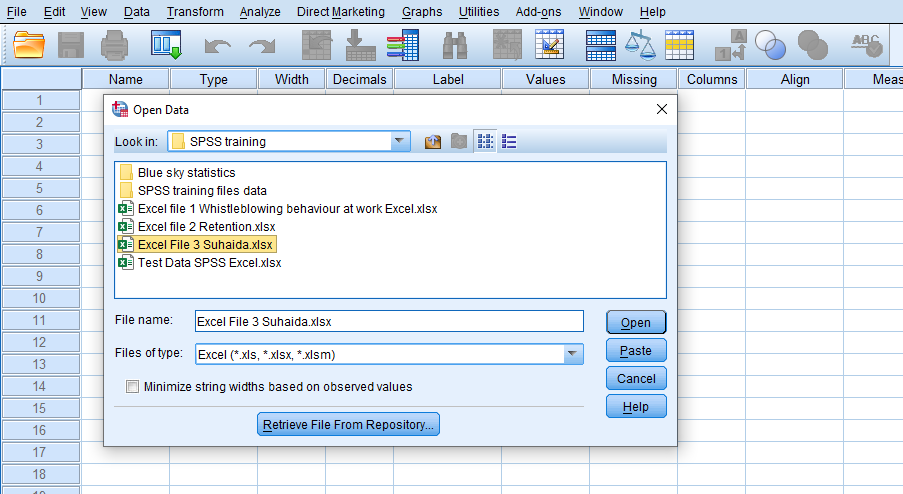 File Edit View Data Transform Analyze Direct Marketing Graphs Utilities Add-ons Window Help
A
1 A
ABC
Name Type Width Decimals Label Values Missing Columns Align Meas
1
2
3
4
5
6
7
8
9
10
11
12
13
14
15
16
17
18
Open Data
Look in: SPSS training
Blue sky statistics
SPSS training files data
Excel file 1 Whistleblowing behaviour at work Excel.xlsx
Excel file 2 Retention.xlsx
Excel File 3 Suhaida.xlsx
Test Data SPSS Excel.xlsx
File name: Excel File 3 Suhaida.xlsx
Files of type: Excel (*.xls, *.xlsx, *.xlsm)
Minimize string widths based on observed values
Open
Paste
Cancel
Help
Retrieve File From Repository...